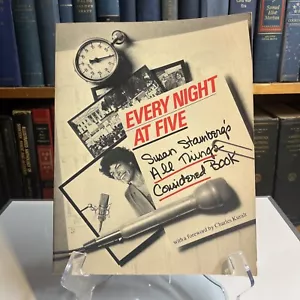 EVERY NIGHT
AT FIVE
Susan Stamberg's
All Things
Considered Book
with a foreword by Charles Kuralt